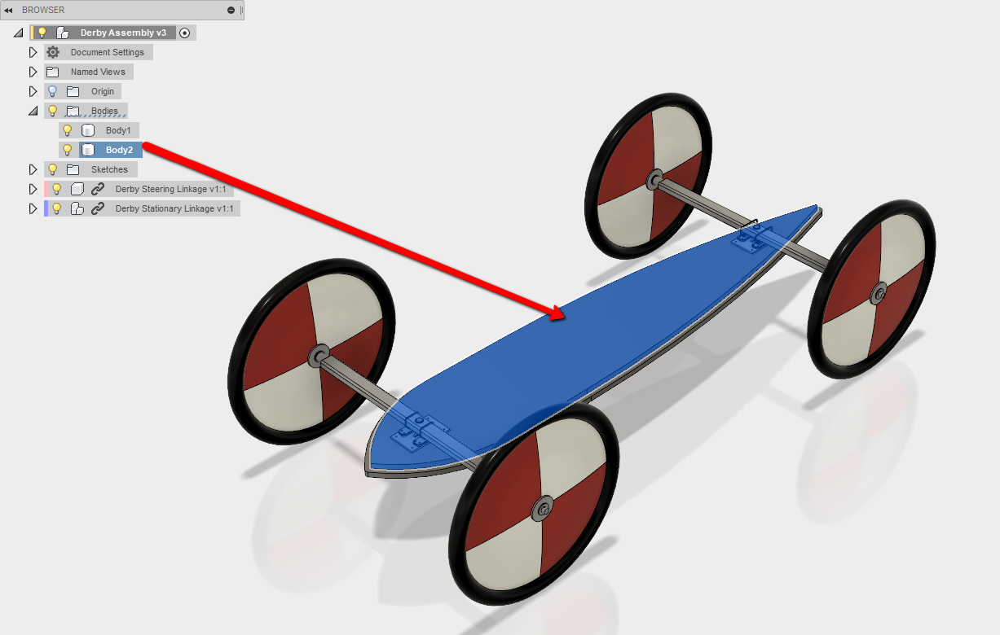 BROWSER
Derby Assembly v3
Document Settings
Named Views
Origin
Bodies
Body1
Body2
Sketches
Derby Steering Linkage v1:1
Derby Stationary Linkage v1:1